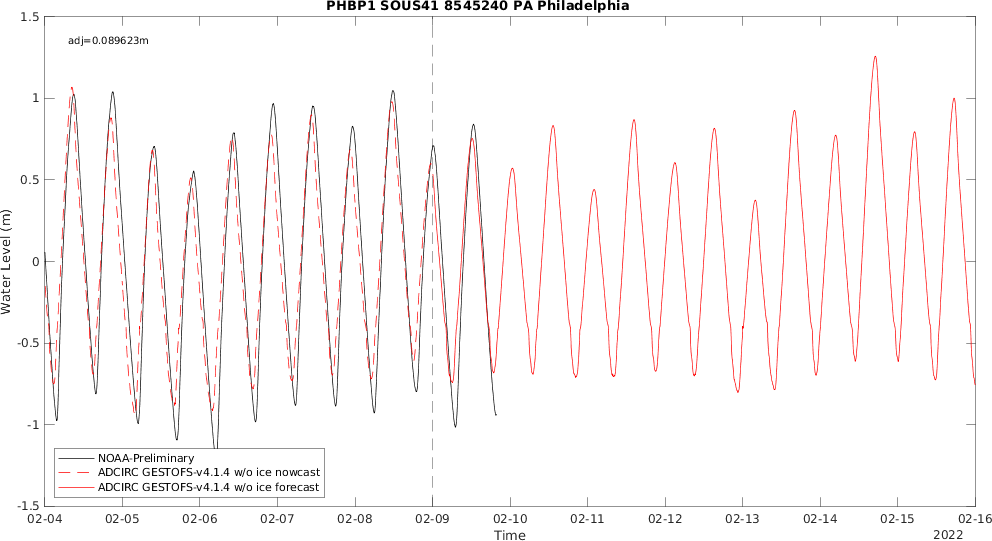 PHBP1 SOUS41 8545240 PA Philadelphia
adj=0.089623m
1.5
1
0.5
0
-0.5
-1
-1.5
Water Level (m)
NOAA-Preliminary
ADCIRC GESTOFS-v4.1.4 w/o ice nowcast
ADCIRC GESTOFS-v4.1.4 w/o ice forecast
02-04 02-05 02-06 02-07 02-08 02-09 02-10 02-11 02-12 02-13 02-14 02-15 02-16
Time
2022